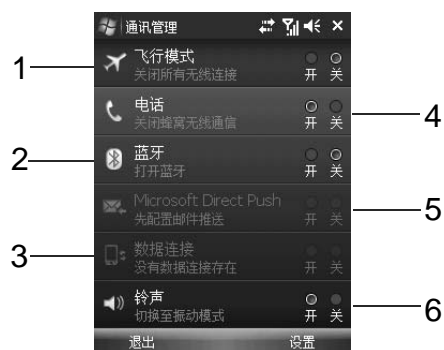 通讯管理
1 飞行模式
关闭所有无线连接 开 关
电话 4
关闭蜂窝无线通信 开 关
2 蓝牙
打开蓝牙 开 关
Microsoft Direct Push 5
先配置邮件推送 开 关
3 数据连接
没有数据连接存在 开 关
铃声 6
切换至振动模式 开 关
退出 设置